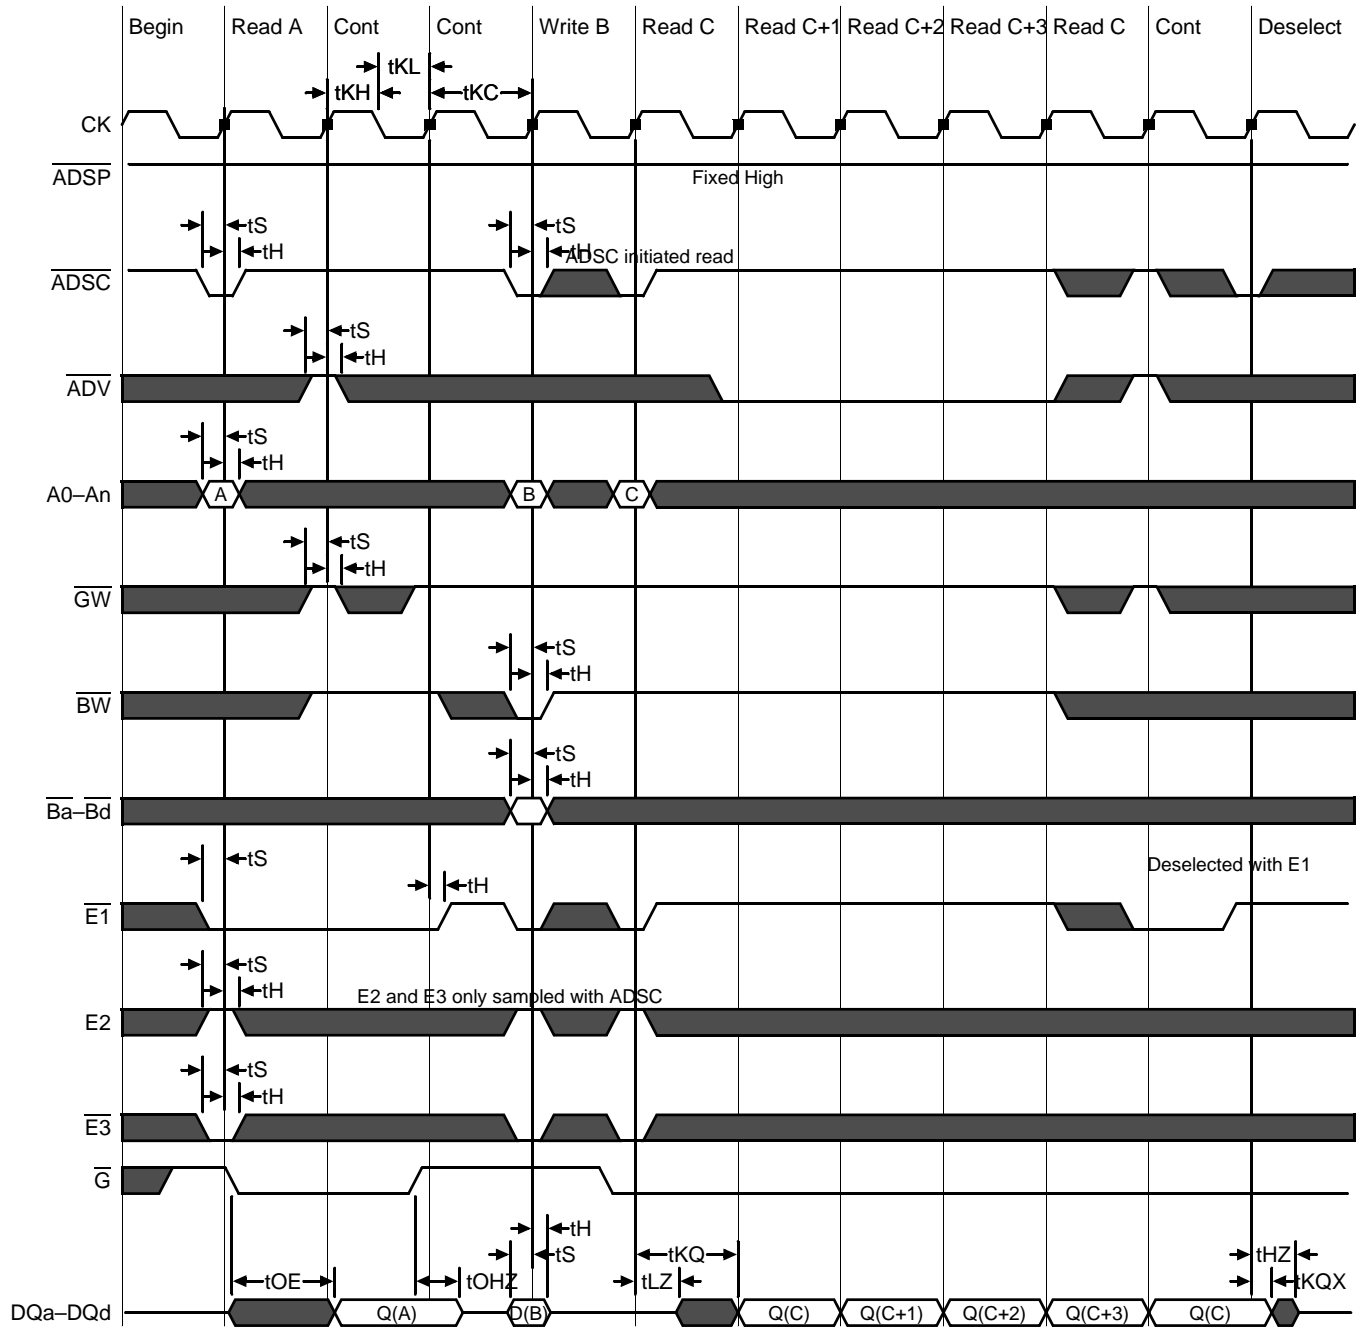 Begin Read A Cont Cont Write B Read C Read C+1 Read C+2 Read C+3 Read C Cont Deselect
tKL
tKH tKC
CK
ADSP
Fixed High
tS tS
tH tH
ADSC initiated read
ADSC
tS
tH
ADV
tS
tH
A0–An A B C
tS
tH
GW
tS
tH
BW
tS
tH
Ba–Bd
tS
Deselected with E1
tH
E1
tS
tH
E2 and E3 only sampled with ADSC
E2
tS
tH
E3
G
tH
tS tKQ tHZ
tOE tOHZ tLZ tKQX
DQa–DQd Q(A) D(B) Q(C) Q(C+1) Q(C+2) Q(C+3) Q(C)